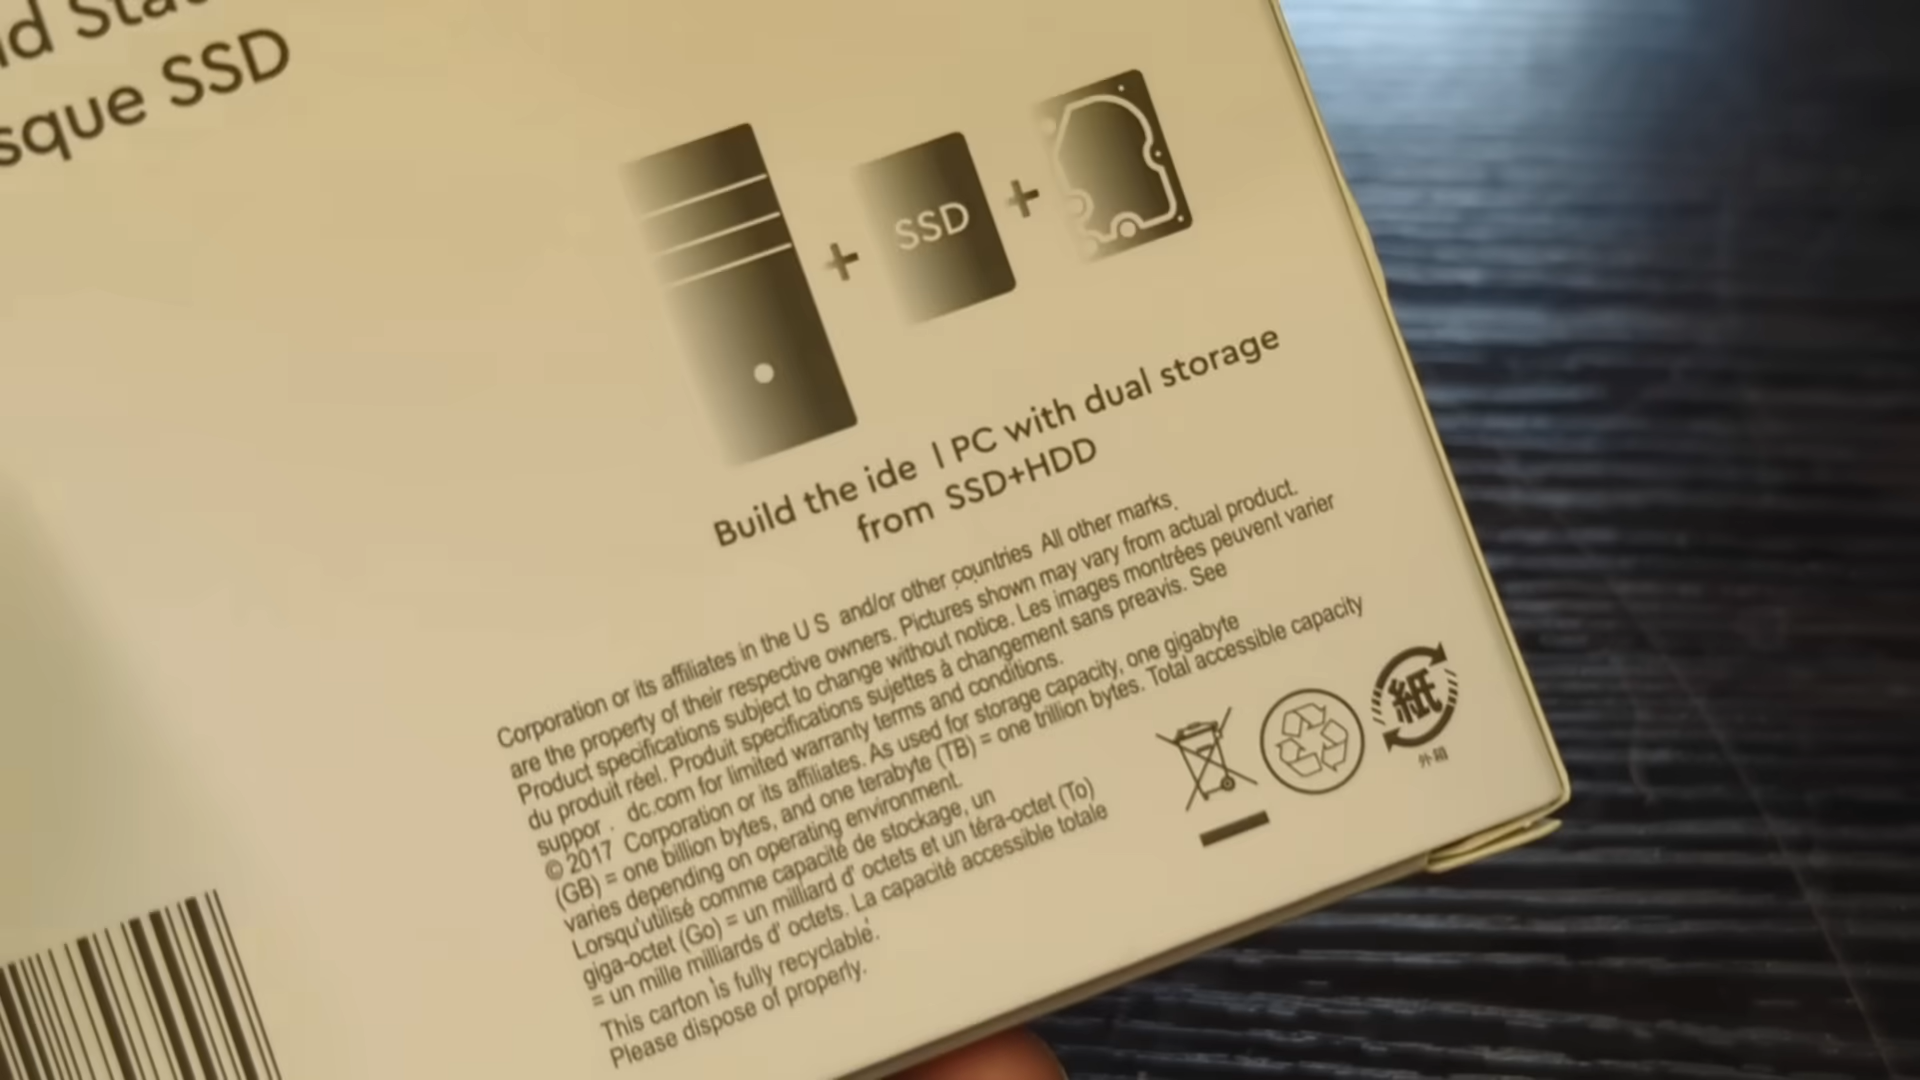 d Sta
sque SSD
SSD
Build the ide l PC with dual storage
from SSD+HDD
Corporation or its affiliates in the U S and/or other countries All other marks
are the property of their respective owners. Pictures shown may vary from actual product.
Product specifications subject to change without notice. Les images montrées peuvent varier
du produit réel. Produit specifications sujettes à changement sans preavis. See
suppor . dc.com for limited warranty terms and conditions.
© 2017 Corporation or its affiliates. As used for storage capacity, one gigabyte
(GB) = one billion bytes, and one terabyte (TB) = one trillion bytes. Total accessible capacity
varies depending on operating environment.
Lorsqu'utilisé comme capacité de stockage, un
giga-octet (Go) = un milliard d' octets et un téra-octet (To)
= un mille milliards d' octets. La capacité accessible totale
This carton is fully recyclable.
Please dispose of properly.
紙
外箱